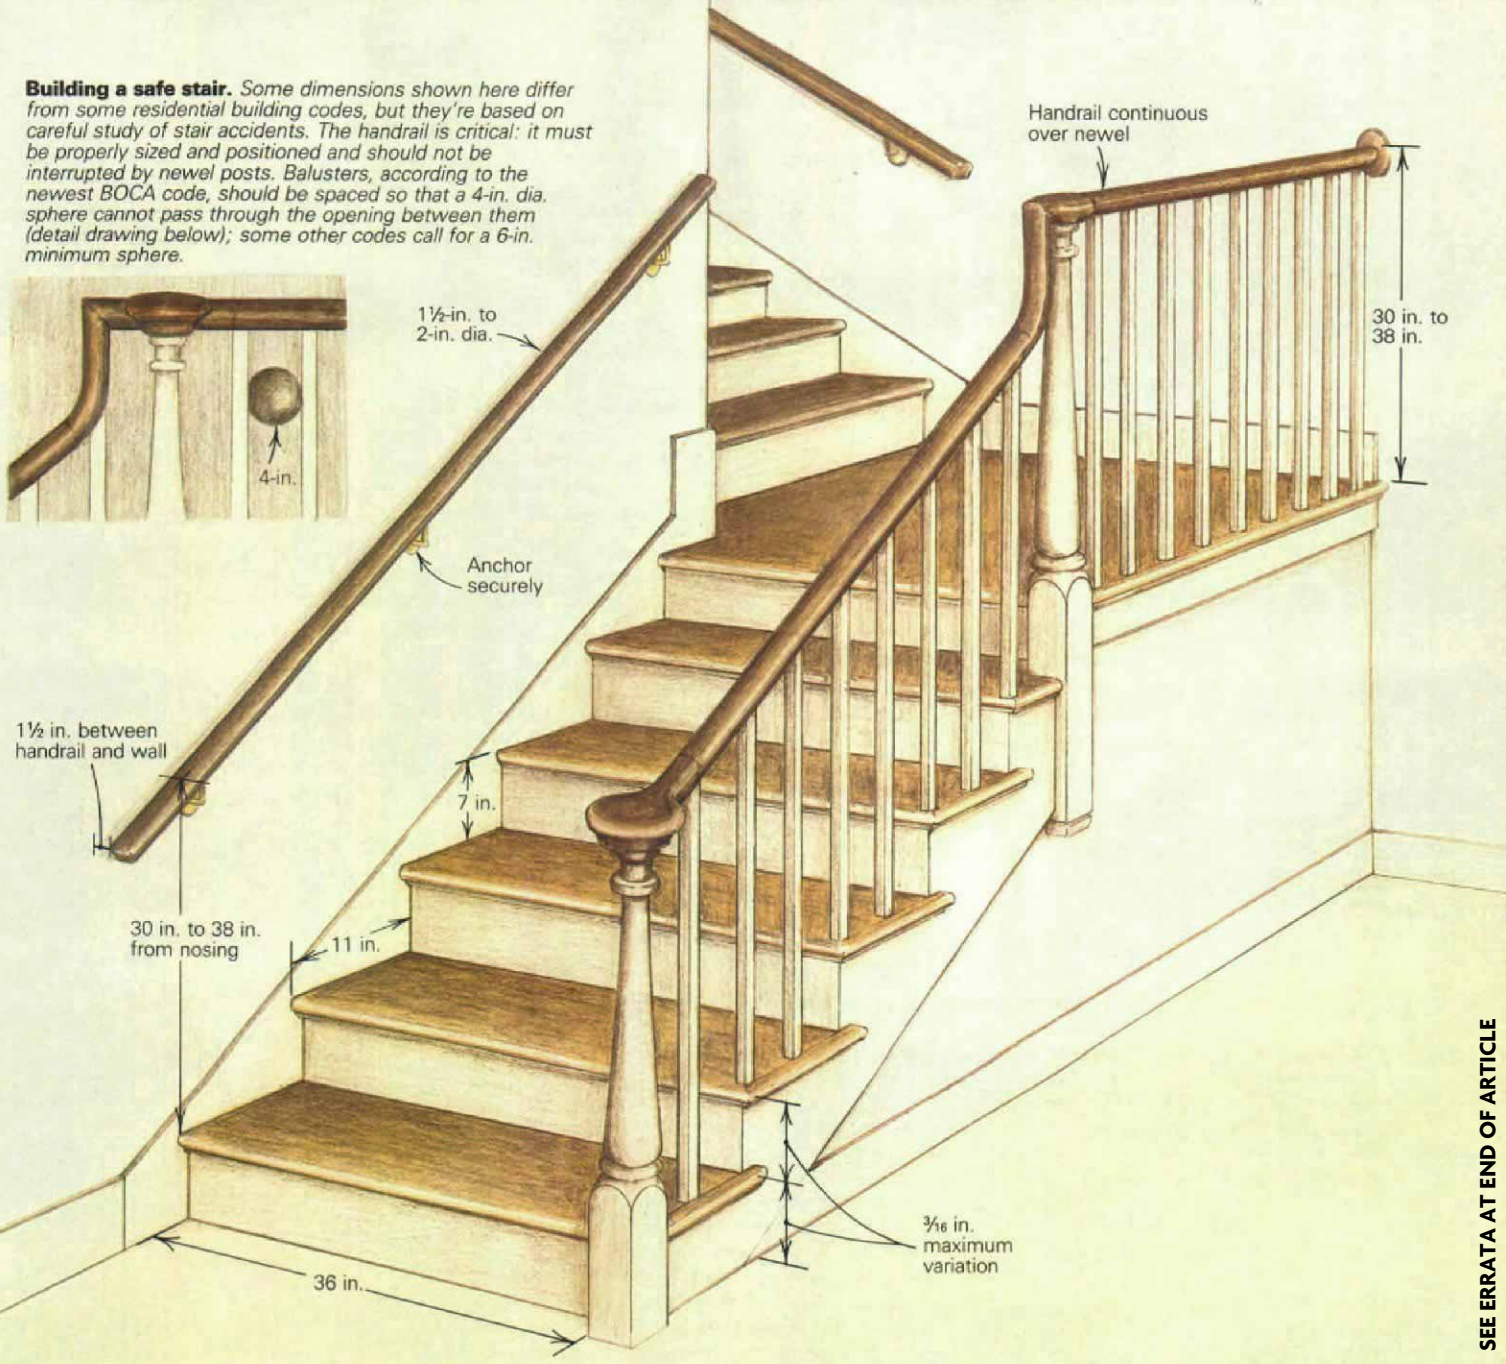 Building a safe stair. Some dimensions shown here differ
from some residential building codes, but they're based on
careful study of stair accidents. The handrail is critical: it must
be properly sized and positioned and should not be
interrupted by newel posts. Balusters, according to the
newest BOCA code, should be spaced so that a 4-in. dia.
sphere cannot pass through the opening between them
(detail drawing below); some other codes call for a 6-in.
minimum sphere.
Handrail continuous
over newel
1½-in. to
2-in. dia.
30 in. to
38 in.
4-in.
Anchor
securely
1½ in. between
handrail and wall
7 in.
30 in. to 38 in.
from nosing
11 in.
3/16 in.
maximum
variation
36 in.
SEE ERRATA AT END OF ARTICLE